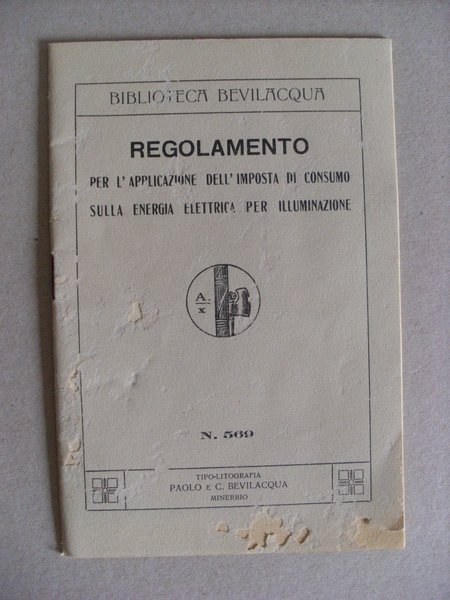 BIBLIOTECA BEVILACQUA
REGOLAMENTO
PER L'APPLICAZIONE DELL'IMPOSTA DI CONSUMO
SULLA ENERGIA ELETTRICA PER ILLUMINAZIONE
A.
X
N. 569
TIPO-LITOGRAFIA
PAOLO E C. BEVILACQUA
MINERBIO